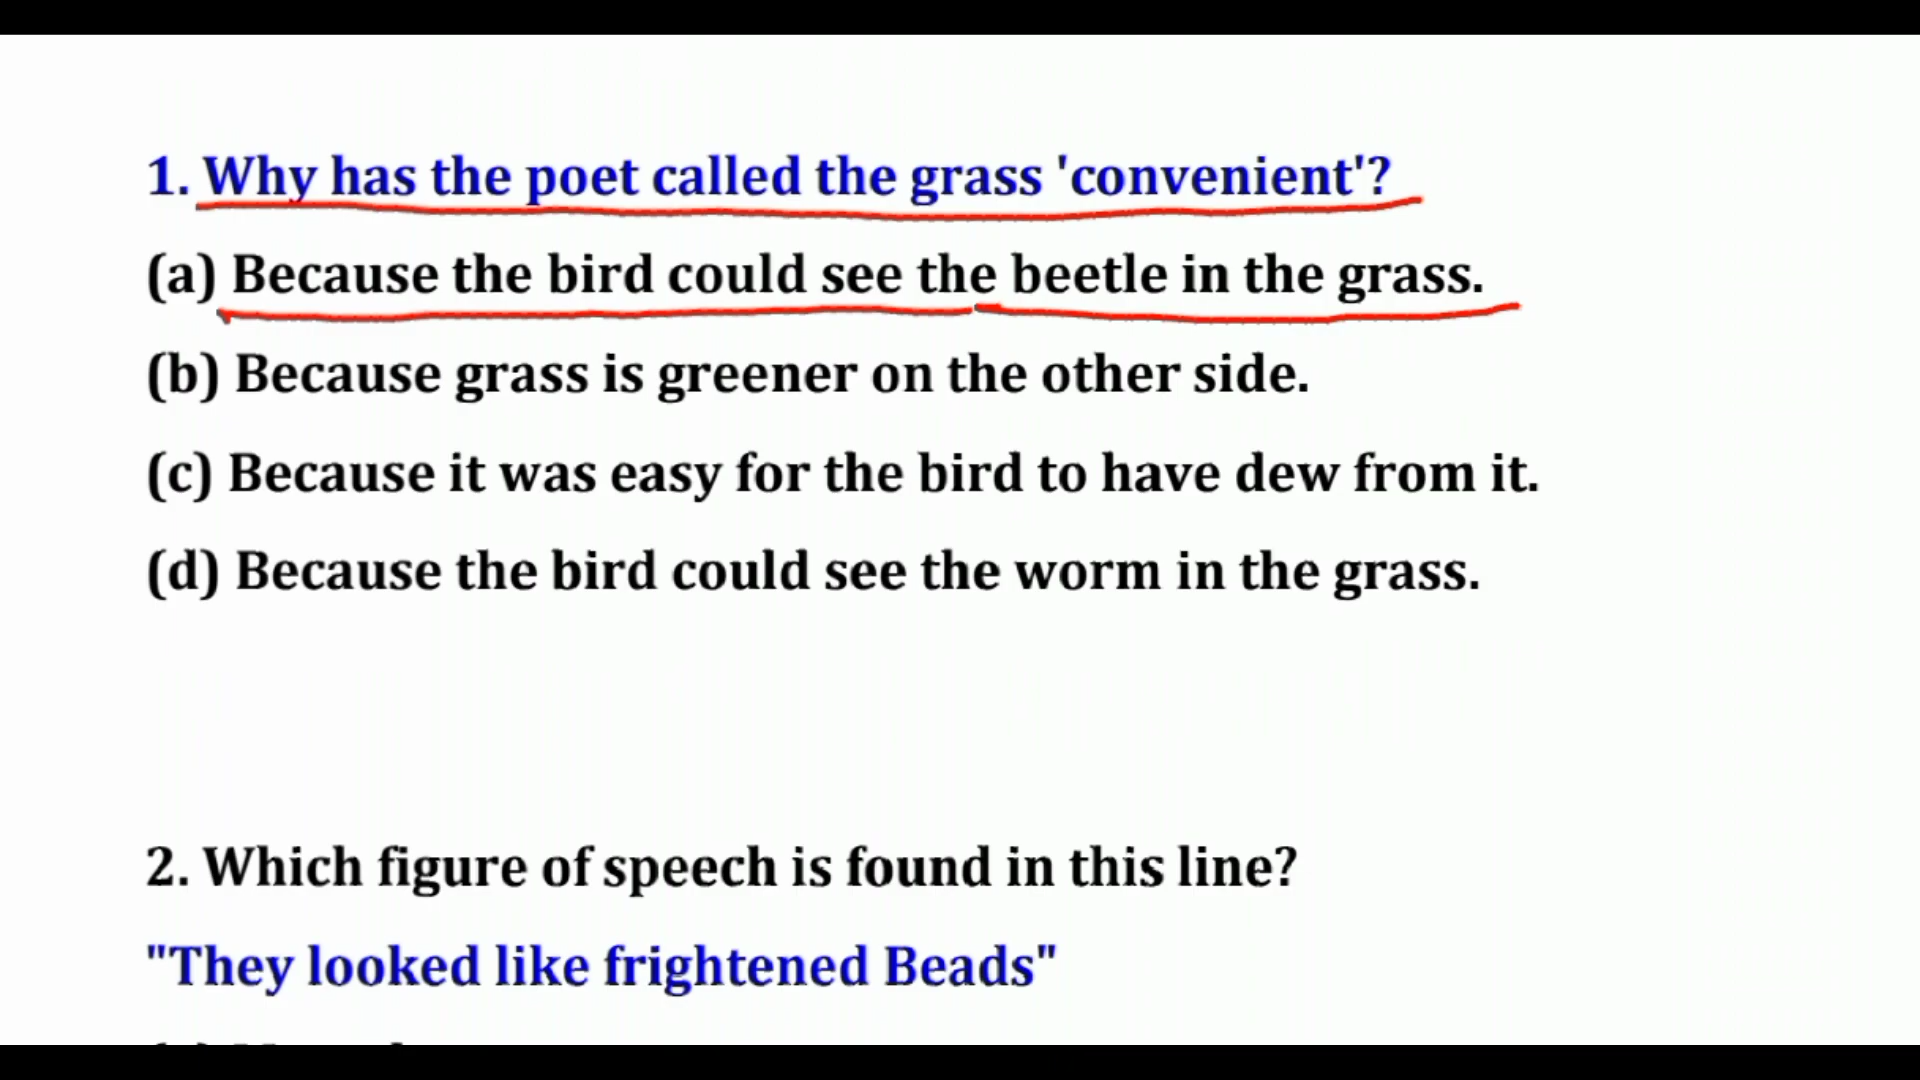 1. Why has the poet called the grass 'convenient'?
(a) Because the bird could see the beetle in the grass.
(b) Because grass is greener on the other side.
(c) Because it was easy for the bird to have dew from it.
(d) Because the bird could see the worm in the grass.
2. Which figure of speech is found in this line?
"They looked like frightened Beads"